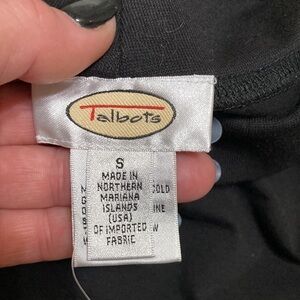 Talbots
S
MADE IN
NORTHERN
MARIANA
ISLANDS
(USA)
OF IMPORTED
FABRIC